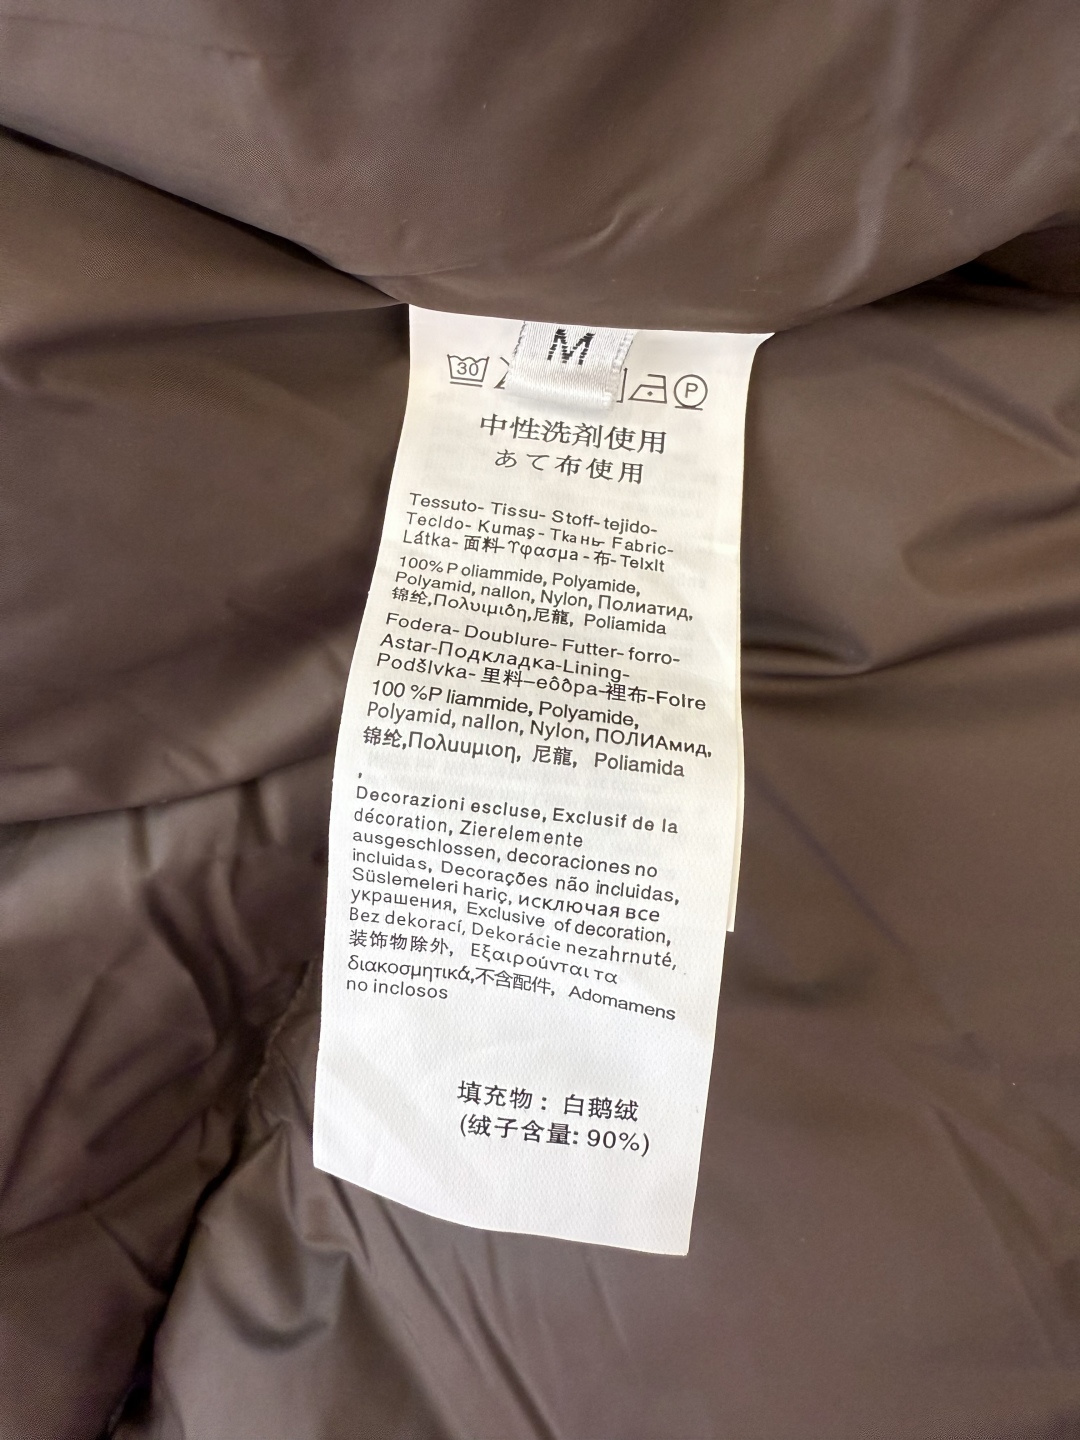 M
30
P
中性洗剤使用
あて布使用
Tessuto- Tissu- Stoff- tejido-
Tecldo- Kumaş- Ткань- Fabric-
Látka- 面料-Ύφασμα-布-Telxlt
100%P oliammide, Polyamide,
Polyamid, nallon, Nylon, Полиатид,
锦纶,Πολυιμιδη,尼龍, Poliamida
Fodera- Doublure- Futter- forro-
Astar-Подкладка-Lining-
Podšlvka- 里料-eôδρa-裡布-Folre
100 %P liammide, Polyamide,
Polyamid, nallon, Nylon, ПОЛИАмид,
锦纶,Πολυυμιοη, 尼龍, Poliamida
,
Decorazioni escluse, Exclusif de la
décoration, Zierelemente
ausgeschlossen, decoraciones no
incluidas, Decorações não incluidas,
Süslemeleri hariç, исключая все
украшения, Exclusive of decoration,
Bez dekorací, Dekorácie nezahrnuté,
装饰物除外, Εξαιρούνται τα
διακοσμητικά,不含配件, Adomamens
no inclosos
填充物: 白鹅绒
(绒子含量: 90%)